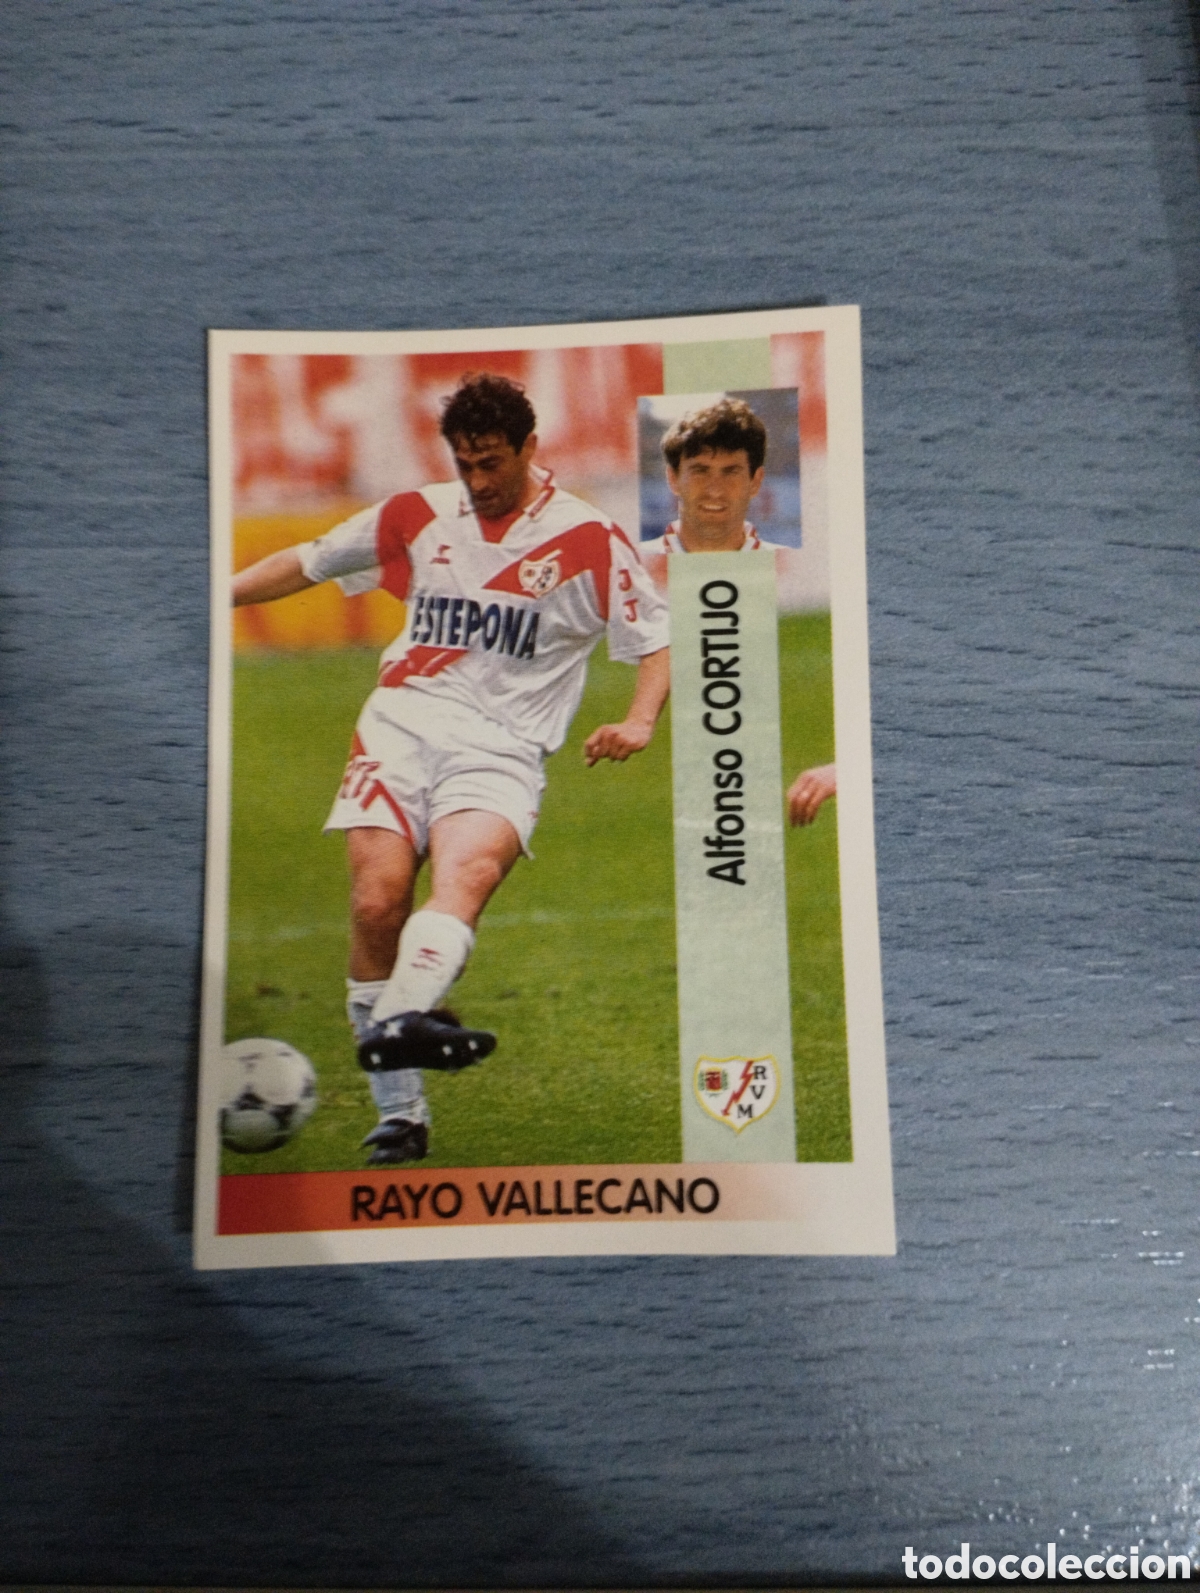 ESTEPONA
J
J
Alfonso CORTIJO
R
V
M
RAYO VALLECANO
todocoleccion